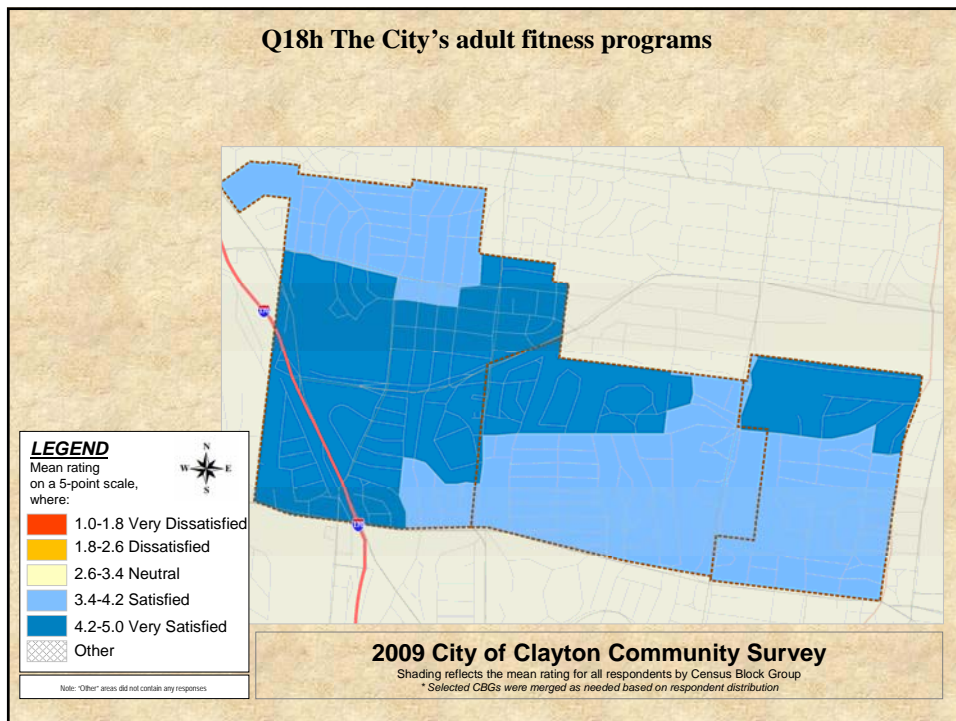 Q18h The City's adult fitness programs
LEGEND
Mean rating
on a 5-point scale,
where:
N
W E
S
1.0-1.8 Very Dissatisfied
1.8-2.6 Dissatisfied
2.6-3.4 Neutral
3.4-4.2 Satisfied
4.2-5.0 Very Satisfied
Other
Note: "Other" areas did not contain any responses
2009 City of Clayton Community Survey
Shading reflects the mean rating for all respondents by Census Block Group
* Selected CBGs were merged as needed based on respondent distribution